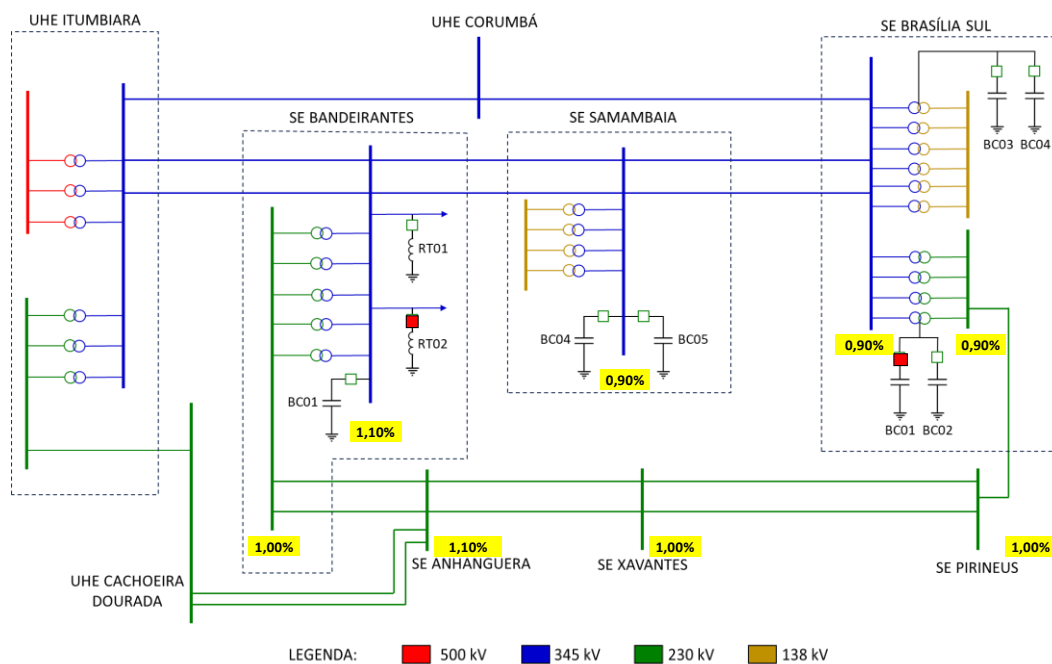 UHE ITUMBIARA
UHE CORUMBÁ
SE BRASÍLIA SUL
SE BANDEIRANTES
SE SAMAMBAIA
BC03
BC04
RT01
RT02
BC04
BC05
BC01
0,90%
0,90%
0,90%
1,10%
BC01
BC02
1,00%
1,10%
1,00%
1,00%
SE ANHANGUERA
SE XAVANTES
SE PIRINEUS
UHE CACHOEIRA
DOURADA
LEGENDA:
500 kV
345 kV
230 kV
138 kV